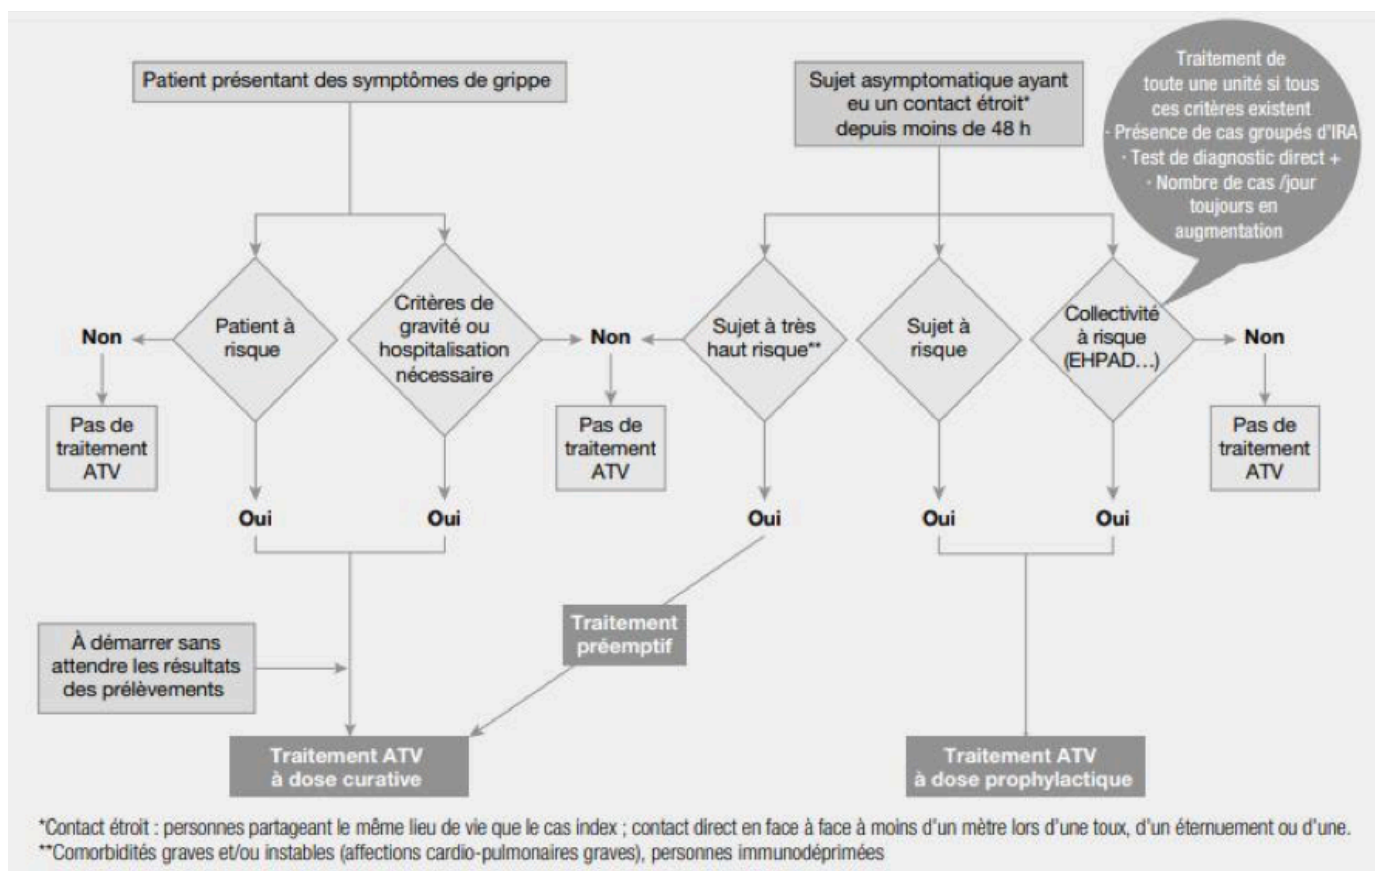 Patient présentant des symptômes de grippe
Sujet asymptomatique ayant
eu un contact étroit*
depuis moins de 48 h
Traitement de
toute une unité si tous
ces critères existent
· Présence de cas groupés d'IRA
· Test de diagnostic direct +
· Nombre de cas /jour
toujours en
augmentation
Non
Patient à
risque
Critères de
gravité ou
hospitalisation
nécessaire
Non
Sujet à très
haut risque**
Sujet à
risque
Collectivité
à risque
(EHPAD...)
Non
Pas de
traitement
ATV
Pas de
traitement
ATV
Pas de
traitement
ATV
Oui
Oui
Oui
Oui
Oui
À démarrer sans
attendre les résultats
des prélèvements
Traitement
préemptif
Traitement ATV
à dose curative
Traitement ATV
à dose prophylactique
*Contact étroit : personnes partageant le même lieu de vie que le cas index ; contact direct en face à face à moins d'un mètre lors d'une toux, d'un éternuement ou d'une.
**Comorbidités graves et/ou instables (affections cardio-pulmonaires graves), personnes immunodéprimées